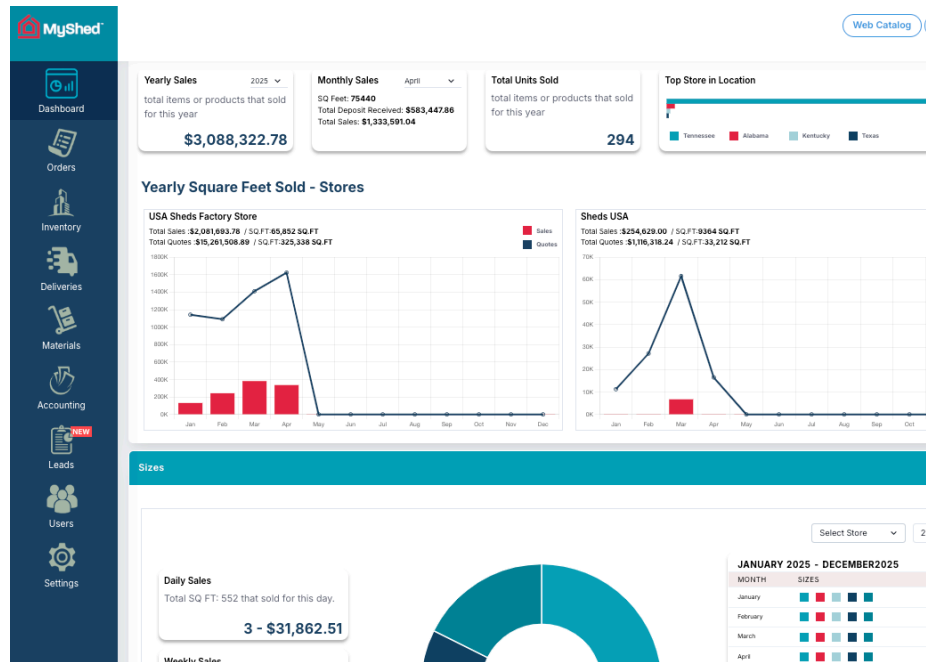 MyShed
Web Catalog
Dashboard
Orders
Inventory
Deliveries
Materials
Accounting
NEW
Leads
Users
Settings
Yearly Sales
2025
total items or products that sold
for this year
$3,088,322.78
Monthly Sales
April
SQ Feet: 75440
Total Deposit Received: $583,447.86
Total Sales: $1,333,591.04
Total Units Sold
total items or products that sold
for this year
294
Top Store in Location
Tennessee Alabama Kentucky Texas
Yearly Square Feet Sold - Stores
USA Sheds Factory Store
Total Sales :$2,081,693.78 / SQ.FT:65,852 SQ.FT
Total Quotes :$15,261,508.89 / SQ.FT:325,338 SQ.FT
Sales
Quotes
1800K
1600K
1400K
1200K
1000K
800K
600K
400K
200K
0K
Jan Feb Mar Apr May Jun Jul Aug Sep Oct Nov Dec
Sheds USA
Total Sales :$254,629.00 / SQ.FT:9364 SQ.FT
Total Quotes :$1,116,318.24 / SQ.FT:33,212 SQ.FT
70K
60K
50K
40K
30K
20K
10K
0K
Jan Feb Mar Apr May Jun Jul Aug Sep Oct
Sizes
Select Store
2
Daily Sales
Total SQ FT: 552 that sold for this day.
3 - $31,862.51
Weekly Sales
JANUARY 2025 - DECEMBER2025
MONTH SIZES
January
February
March
April